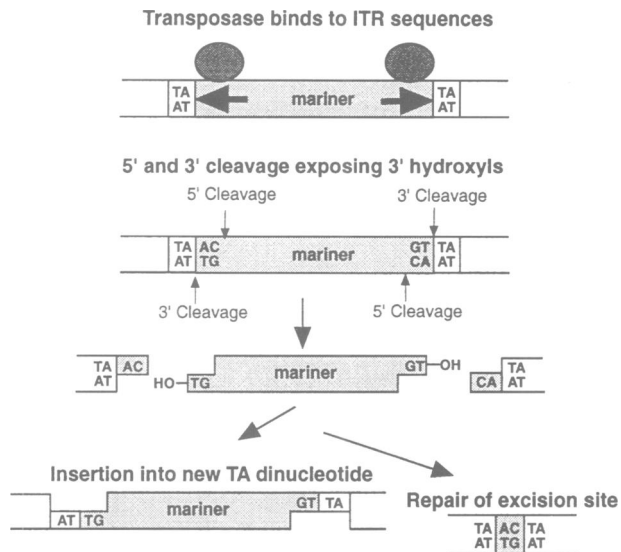 Transposase binds to ITR sequences
TA mariner TA
AT AT
5' and 3' cleavage exposing 3' hydroxyls
5' Cleavage 3' Cleavage
TA AC mariner GT TA
AT TG CA AT
3' Cleavage 5' Cleavage
TA AC mariner GT-OH TA
AT HO-TG CA AT
Insertion into new TA dinucleotide
mariner GT TA
AT TG
Repair of excision site
TA AC TA
AT TG AT